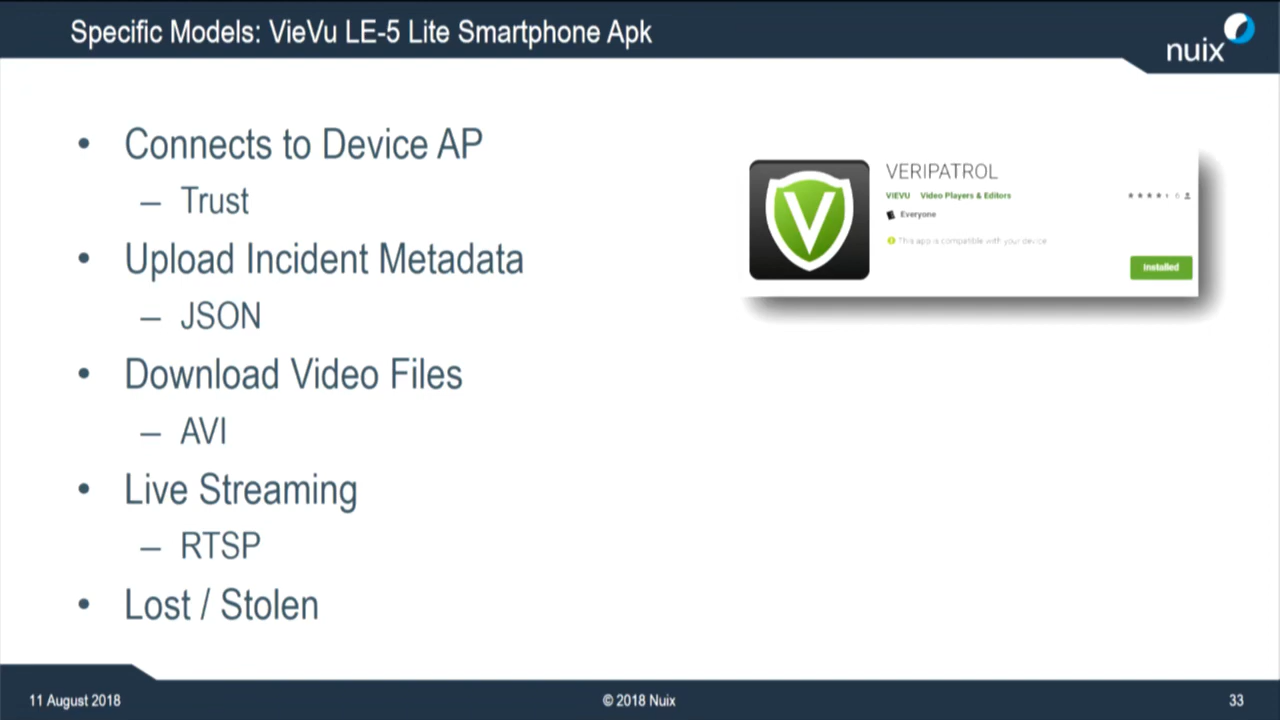 Specific Models: VieVu LE-5 Lite Smartphone Apk
nuix
• Connects to Device AP
– Trust
• Upload Incident Metadata
– JSON
• Download Video Files
– AVI
• Live Streaming
– RTSP
• Lost / Stolen
V
VERIPATROL
VIEVU Video Players & Editors
6
Everyone
This app is compatible with your device
Installed
11 August 2018
© 2018 Nuix
33